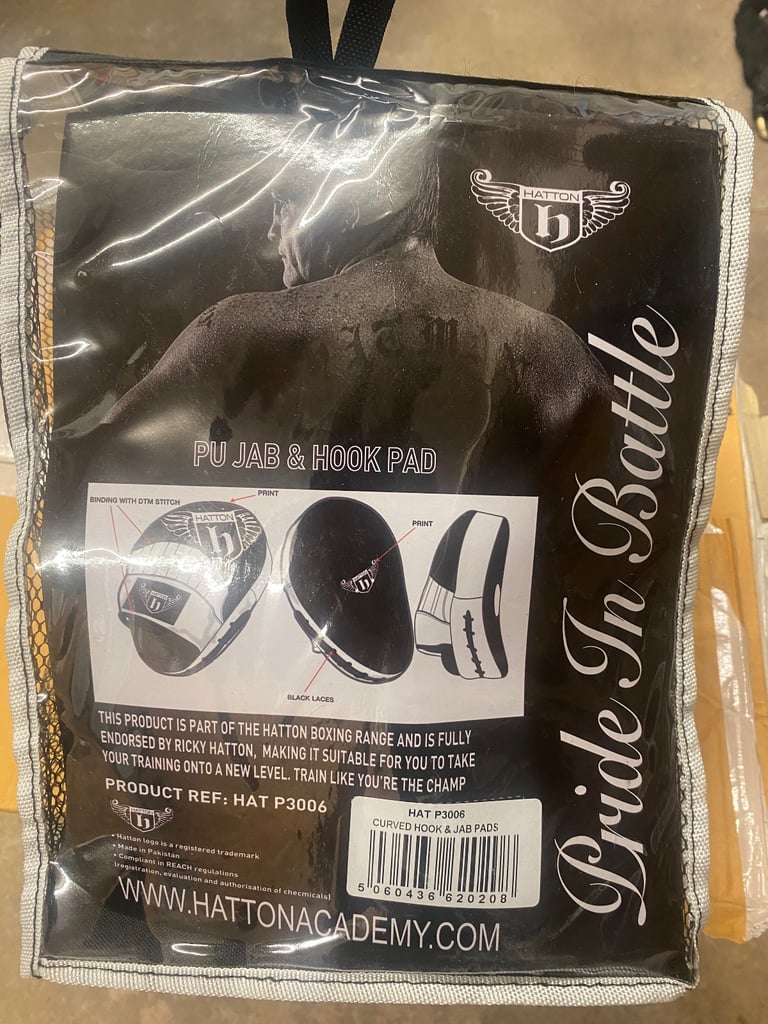 HATTON
h
PU JAB & HOOK PAD
BINDING WITH DTM STITCH
PRINT
HATTON
h
PRINT
BLACK LACES
THIS PRODUCT IS PART OF THE HATTON BOXING RANGE AND IS FULLY
ENDORSED BY RICKY HATTON, MAKING IT SUITABLE FOR YOU TO TAKE
YOUR TRAINING ONTO A NEW LEVEL. TRAIN LIKE YOU'RE THE CHAMP
PRODUCT REF: HAT P3006
HATTON
h
• Hatton logo is a registered trademark
• Made in Pakistan
• Compliant in REACH regulations
(registration, evaluation and authorisation of checmicals)
HAT P3006
CURVED HOOK & JAB PADS
5 060436 620208
WWW.HATTONACADEMY.COM
Pride In Battle